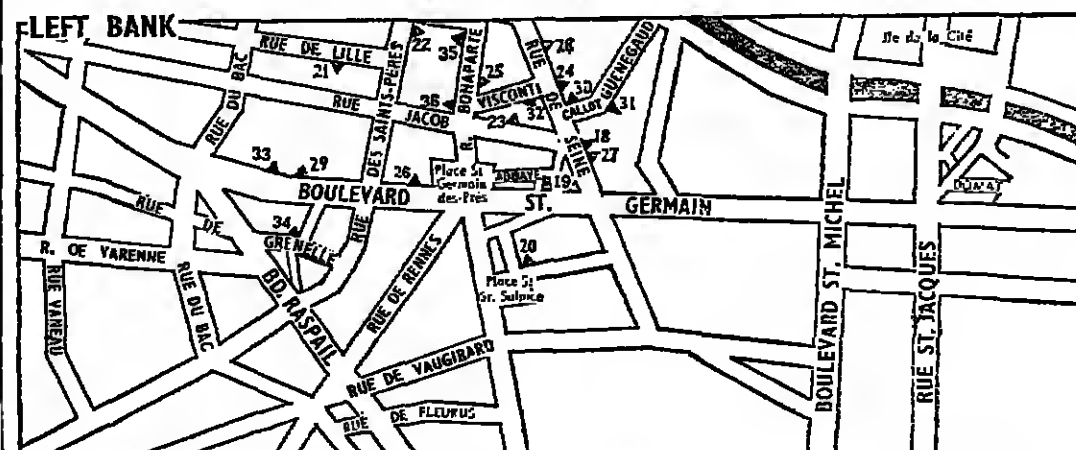 LEFT BANK
RUE DE LILLE
21
RUE DU BAC
RUE DU BAC
DES SAINTS-PÈRES
RUE
22
35
R. BONAPARTE
25
VISCONTI
RUE DE SEINE
28
24
30
CALLOT
GUENEGAUD
31
32
23
36
RUE JACOB
18
27
Ile de la Cité
33
29
26
Place St
Germain
des-Prés
ABBAYE
19
BOULEVARD ST. GERMAIN
DOMAT
RUE DE GRENELLE
34
R. DE VARENNE
RUE VANEAU
RUE DU BAC
BD. RASPAIL
RUE DE RENNES
20
Place St
Sulpice
RUE DE VAUGIRARD
RUE DE FLEURUS
BOULEVARD ST. MICHEL
RUE ST. JACQUES